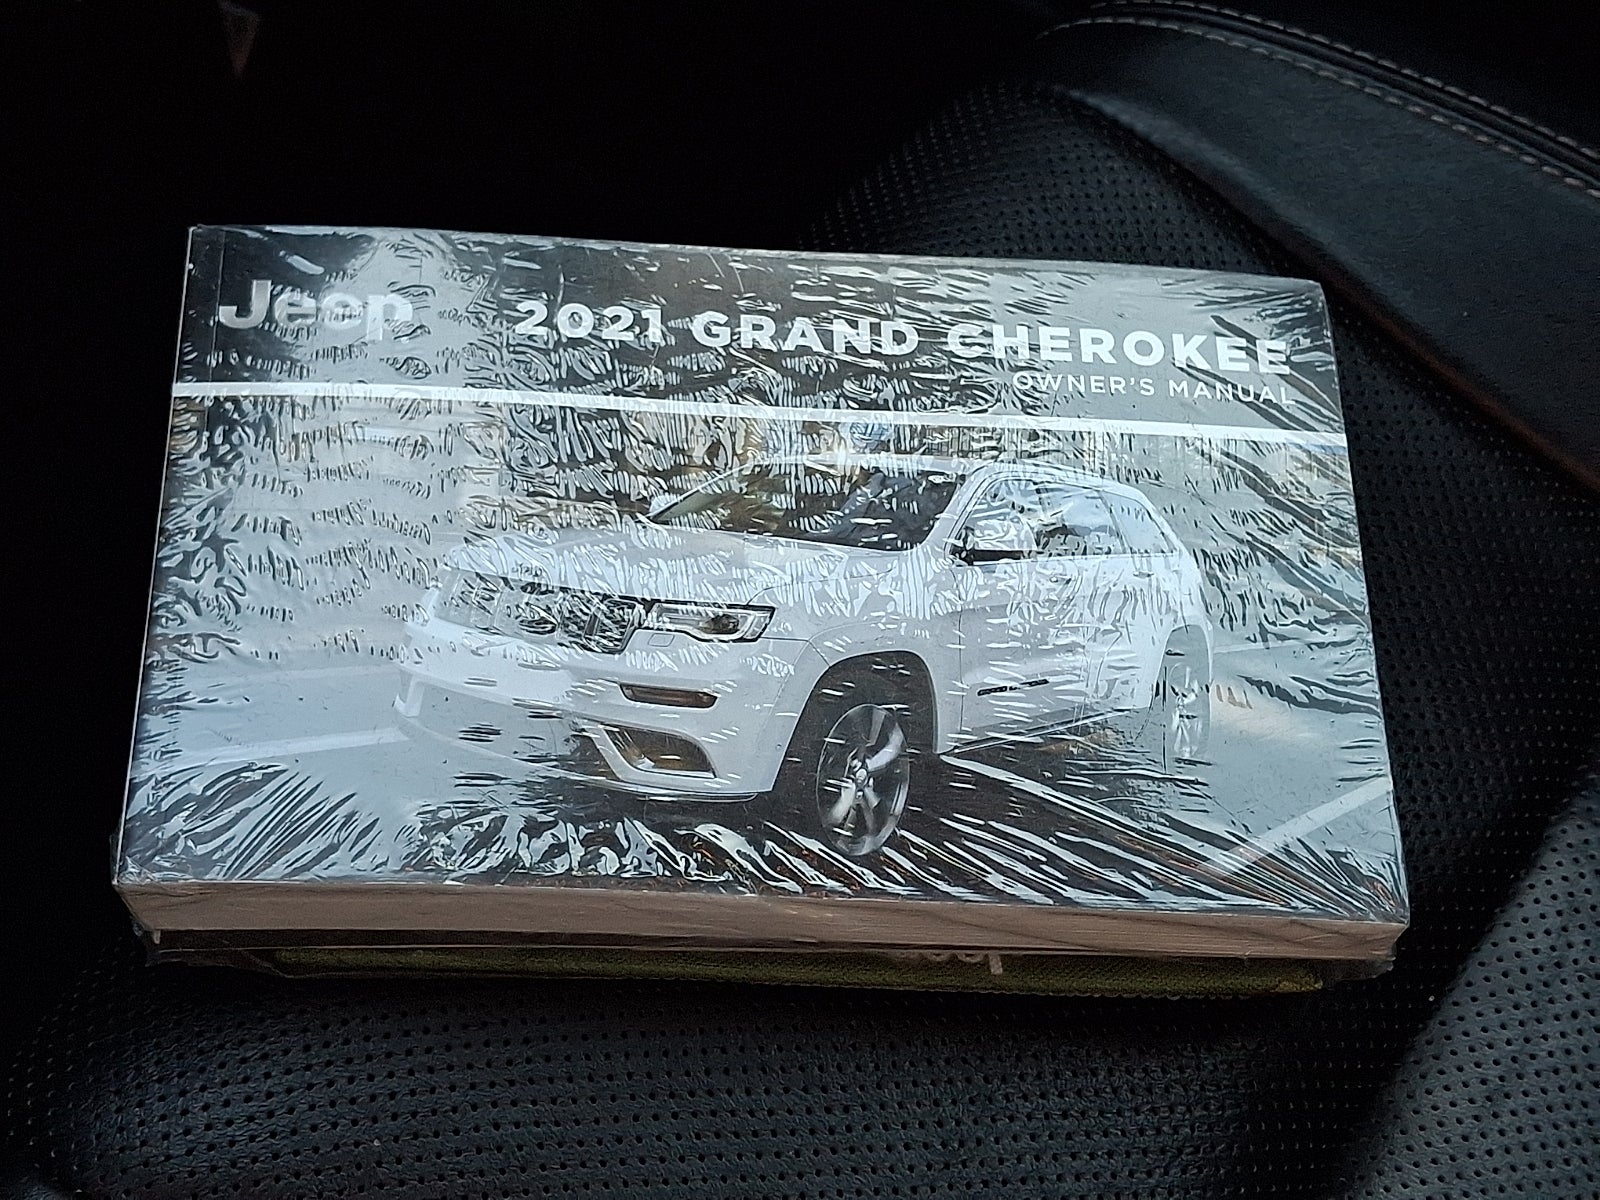 Jeep
2021 GRAND CHEROKEE
OWNER'S MANUAL